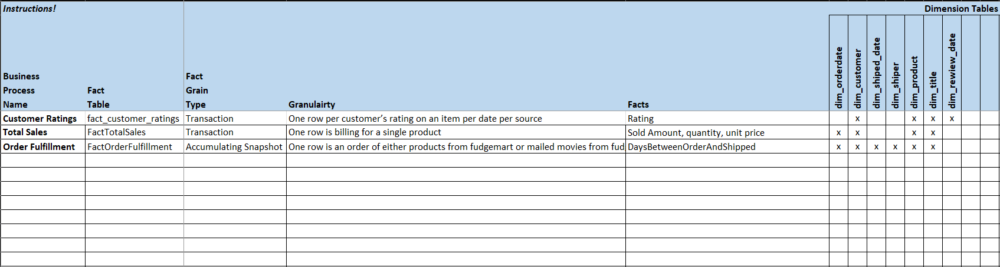 Instructions!
Dimension Tables
Business Process Name
Fact Table
Fact Grain Type
Granulairty
Facts
dim_orderdate
dim_customer
dim_shiped_date
dim_shiper
dim_product
dim_title
dim_rewiew_date
Customer Ratings fact_customer_ratings Transaction One row per customer’s rating on an item per date per source Rating x x x x
Total Sales FactTotalSales Transaction One row is billing for a single product Sold Amount, quantity, unit price x x x x
Order Fulfillment FactOrderFulfillment Accumulating Snapshot One row is an order of either products from fudgemart or mailed movies from fud DaysBetweenOrderAndShipped x x x x x x